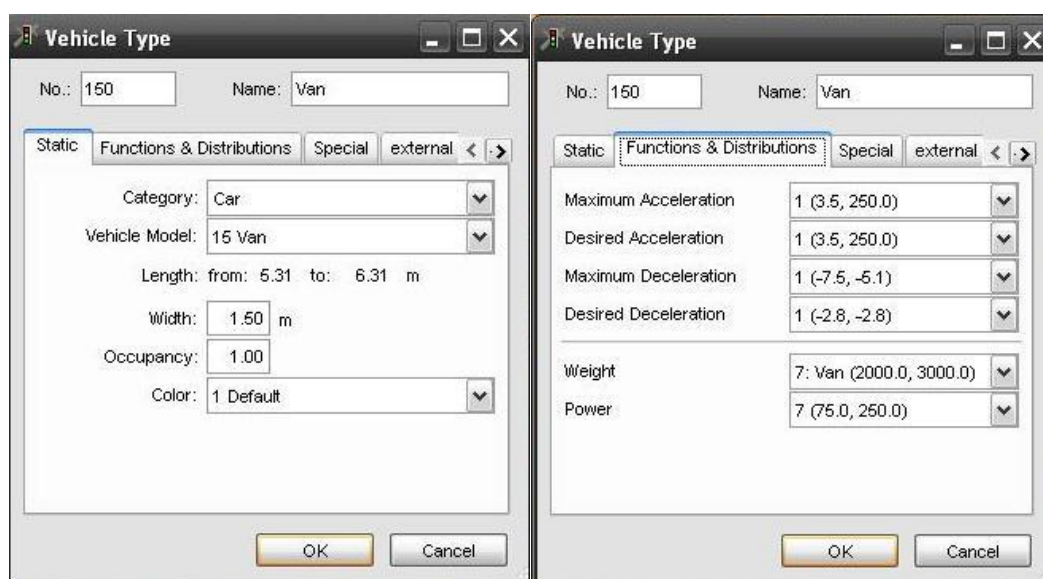 Vehicle Type
No.: 150 Name: Van
Static Functions & Distributions Special external
Category: Car
Vehicle Model: 15 Van
Length: from: 5.31 to: 6.31 m
Width: 1.50 m
Occupancy: 1.00
Color: 1 Default
OK Cancel
Vehicle Type
No.: 150 Name: Van
Static Functions & Distributions Special external
Maximum Acceleration 1 (3.5, 250.0)
Desired Acceleration 1 (3.5, 250.0)
Maximum Deceleration 1 (-7.5, -5.1)
Desired Deceleration 1 (-2.8, -2.8)
Weight 7: Van (2000.0, 3000.0)
Power 7 (75.0, 250.0)
OK Cancel